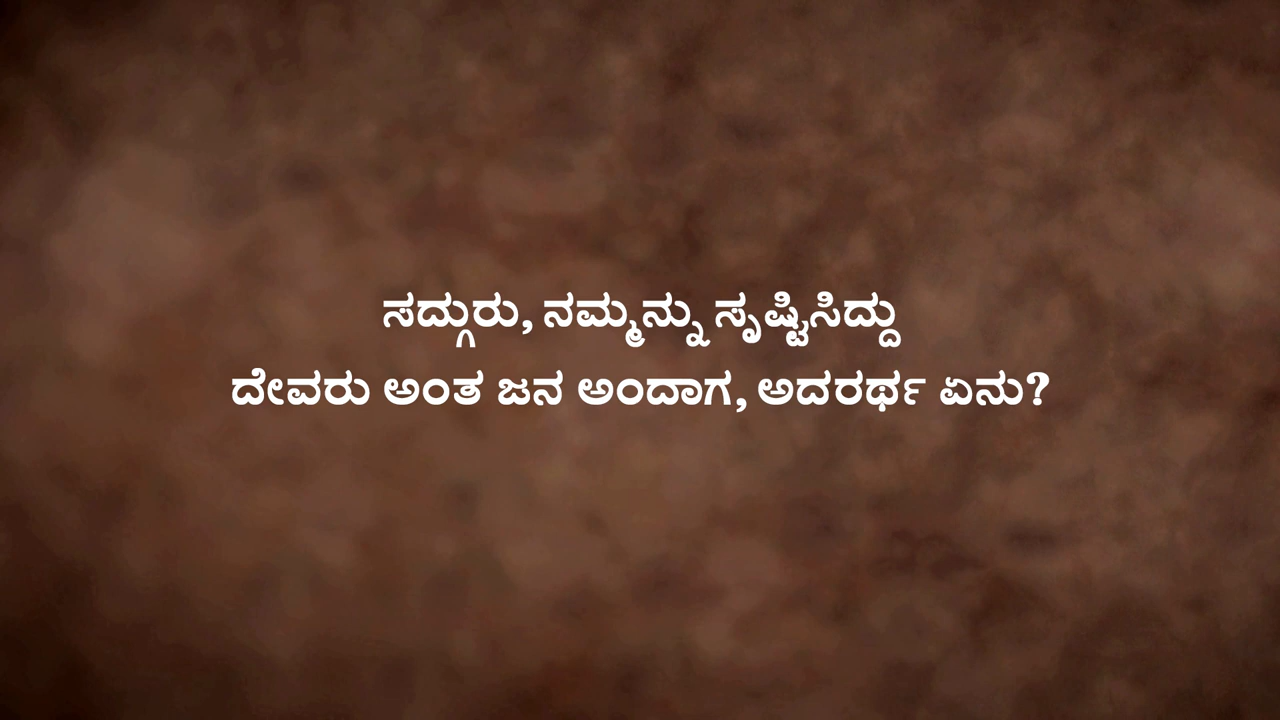 ಸದ್ಗುರು, ನಮ್ಮನ್ನು ಸೃಷ್ಟಿಸಿದ್ದು
ದೇವರು ಅಂತ ಜನ ಅಂದಾಗ, ಅದರರ್ಥ ಏನು?